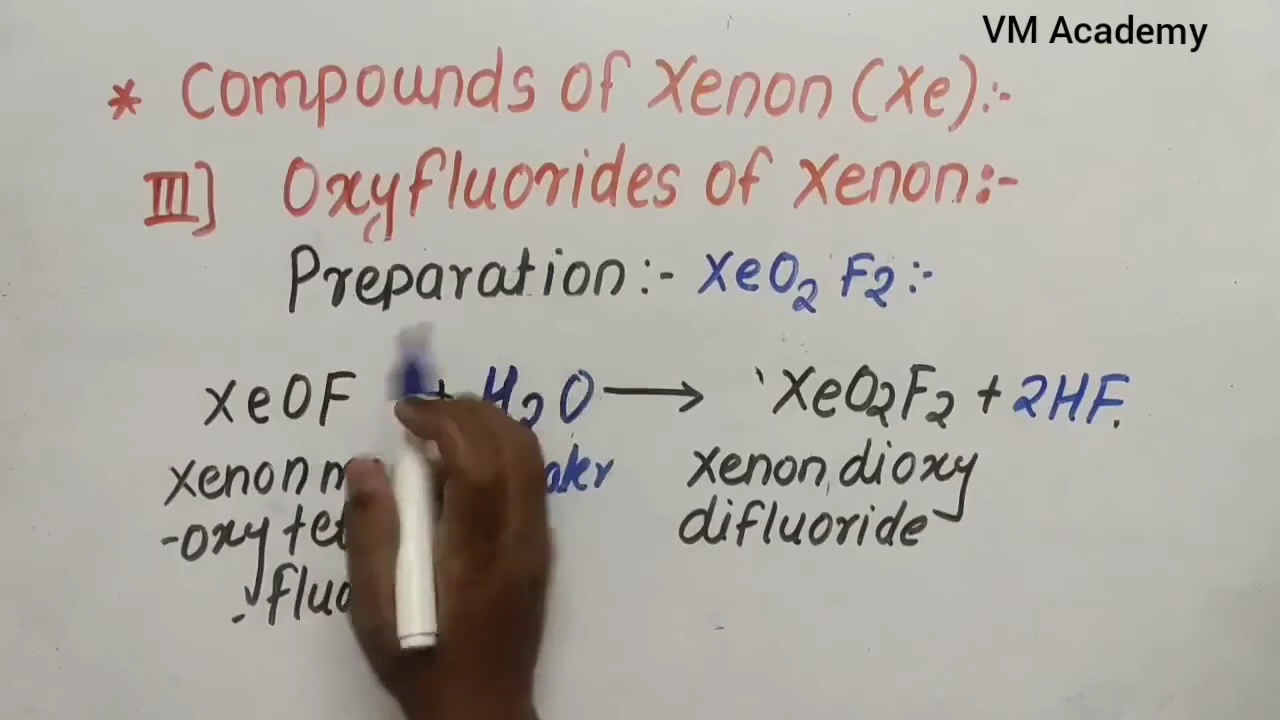 VM Academy
* Compounds of Xenon (Xe):-
III] Oxyfluorides of Xenon:-
Preparation:- XeO2 F2:-
XeOF + H2O → XeO2F2 + 2HF.
Xenon dioxy
-oxy
difluoride